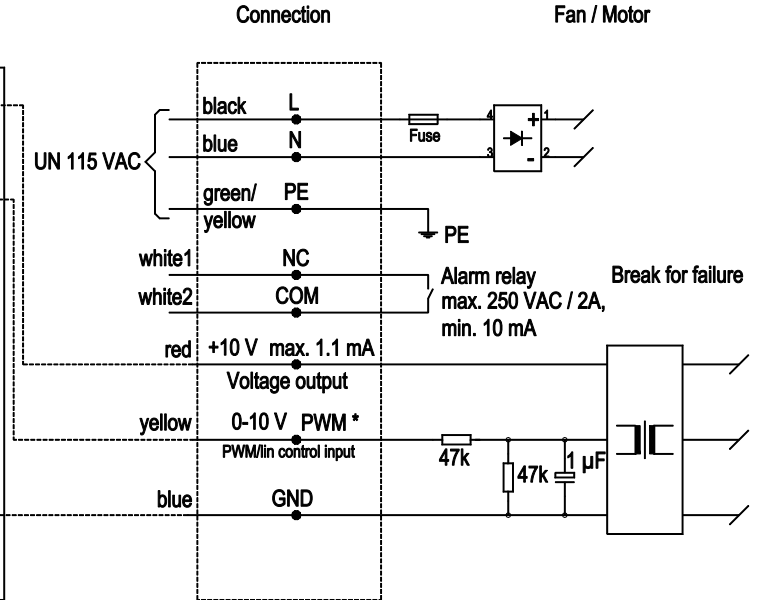 Connection
Fan / Motor
black L
4 + 1
Fuse
UN 115 VAC
blue N
3 - 2
green/ PE
yellow
PE
white1 NC
Alarm relay
Break for failure
white2 COM
max. 250 VAC / 2A,
min. 10 mA
red +10 V max. 1.1 mA
Voltage output
yellow 0-10 V PWM *
PWM/lin control input
47k
47k
1 µF
blue GND